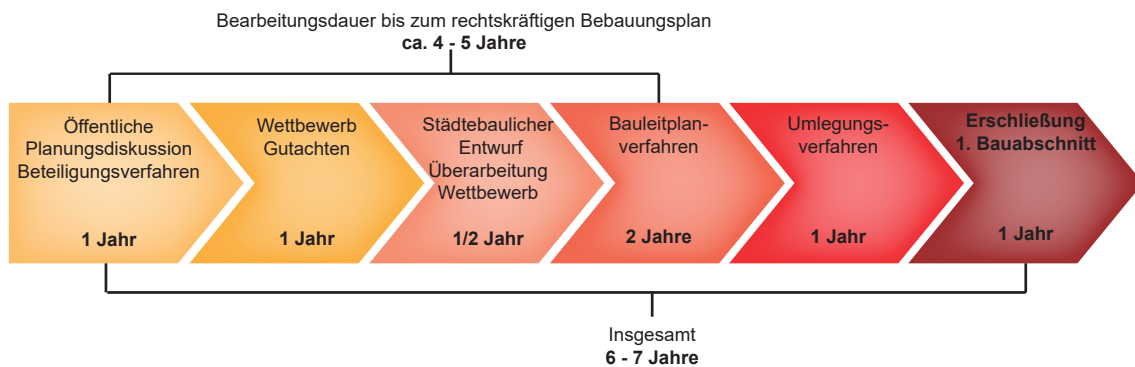 Bearbeitungsdauer bis zum rechtskräftigen Bebauungsplan
ca. 4 - 5 Jahre
Öffentliche
Planungsdiskussion
Beteiligungsverfahren
1 Jahr
Wettbewerb
Gutachten
1 Jahr
Städtebaulicher
Entwurf
Überarbeitung
Wettbewerb
1/2 Jahr
Bauleitplan-
verfahren
2 Jahre
Umlegungs-
verfahren
1 Jahr
Erschließung
1. Bauabschnitt
1 Jahr
Insgesamt
6 - 7 Jahre